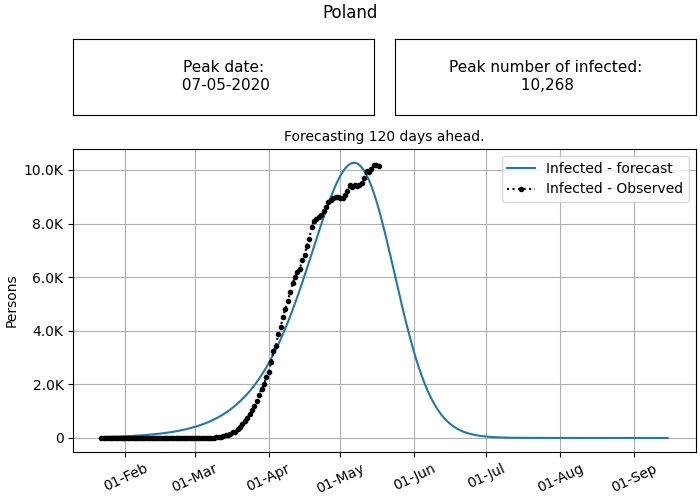 Poland
Peak date:
07-05-2020
Peak number of infected:
10,268
Forecasting 120 days ahead.
Infected - forecast
Infected - Observed
Persons
10.0K
8.0K
6.0K
4.0K
2.0K
0
01-Feb
01-Mar
01-Apr
01-May
01-Jun
01-Jul
01-Aug
01-Sep